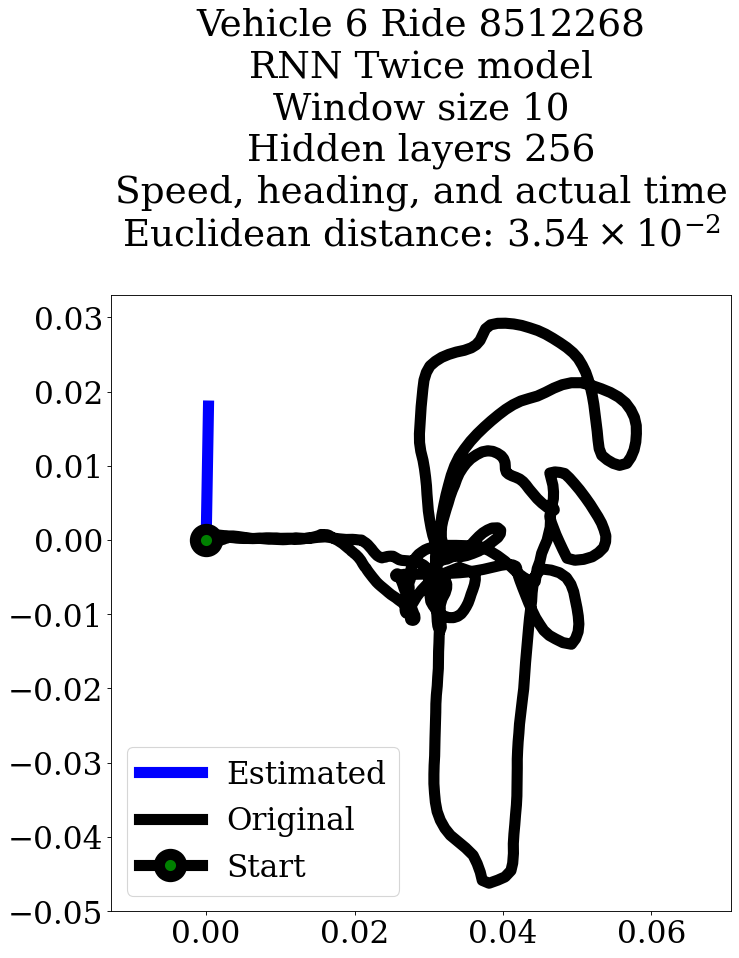 Vehicle 6 Ride 8512268
RNN Twice model
Window size 10
Hidden layers 256
Speed, heading, and actual time
Euclidean distance: 3.54 × 10⁻²
0.03
0.02
0.01
0.00
−0.01
−0.02
−0.03
−0.04
−0.05
Estimated
Original
Start
0.00 0.02 0.04 0.06